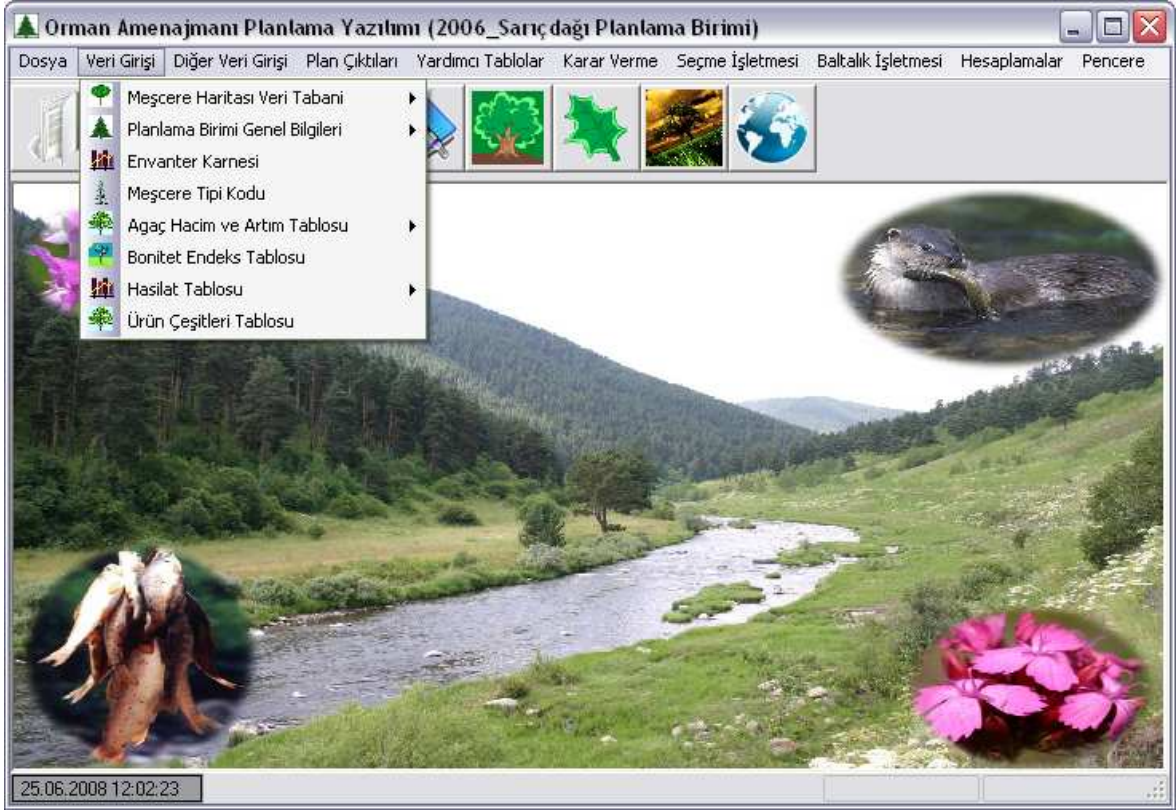 Orman Amenajmanı Planlama Yazılımı (2006_Sarıçdağı Planlama Birimi)
Dosya Veri Girişi Diğer Veri Girişi Plan Çıktıları Yardımcı Tablolar Karar Verme Seçme İşletmesi Baltalık İşletmesi Hesaplamalar Pencere
Meşcere Haritası Veri Tabani
Planlama Birimi Genel Bilgileri
Envanter Karnesi
Meşcere Tipi Kodu
Agaç Hacim ve Artım Tablosu
Bonitet Endeks Tablosu
Hasilat Tablosu
Ürün Çeşitleri Tablosu
25.06.2008 12:02:23